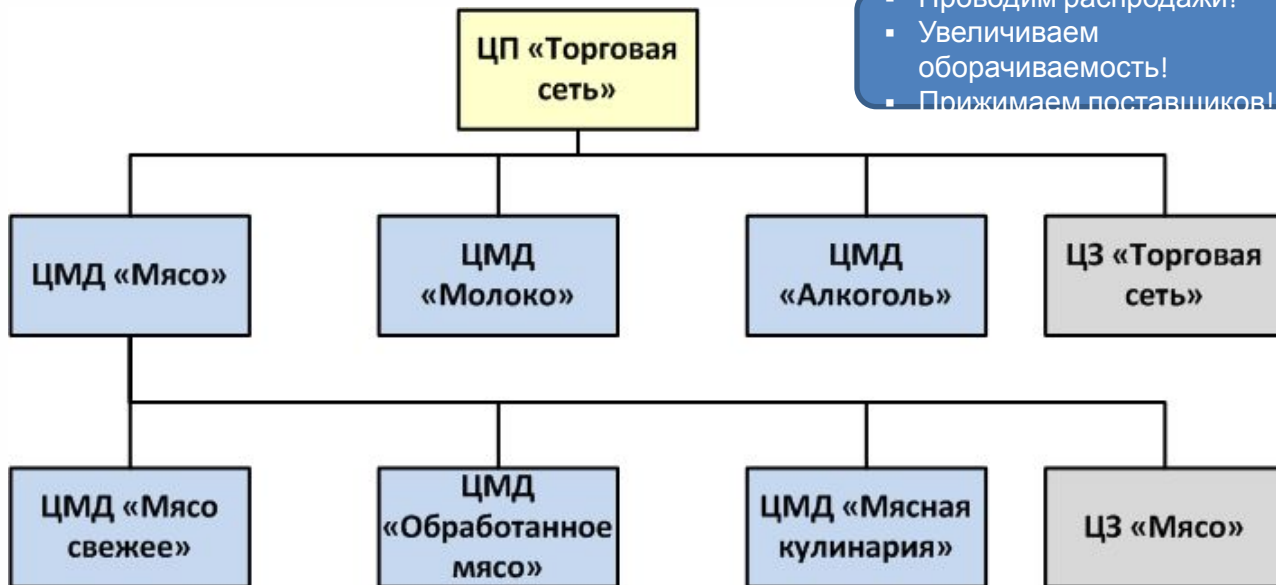 Проводим распродажи!
Увеличиваем
оборачиваемость!
Прижимаем поставщиков!
ЦП «Торговая
сеть»
ЦМД «Мясо»
ЦМД
«Молоко»
ЦМД
«Алкоголь»
ЦЗ «Торговая
сеть»
ЦМД «Мясо
свежее»
ЦМД
«Обработанное
мясо»
ЦМД «Мясная
кулинария»
ЦЗ «Мясо»